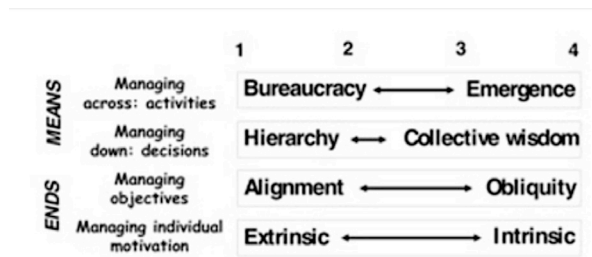 1 2 3 4
MEANS
Managing across: activities
Bureaucracy Emergence
Managing down: decisions
Hierarchy Collective wisdom
ENDS
Managing objectives
Alignment Obliquity
Managing individual motivation
Extrinsic Intrinsic